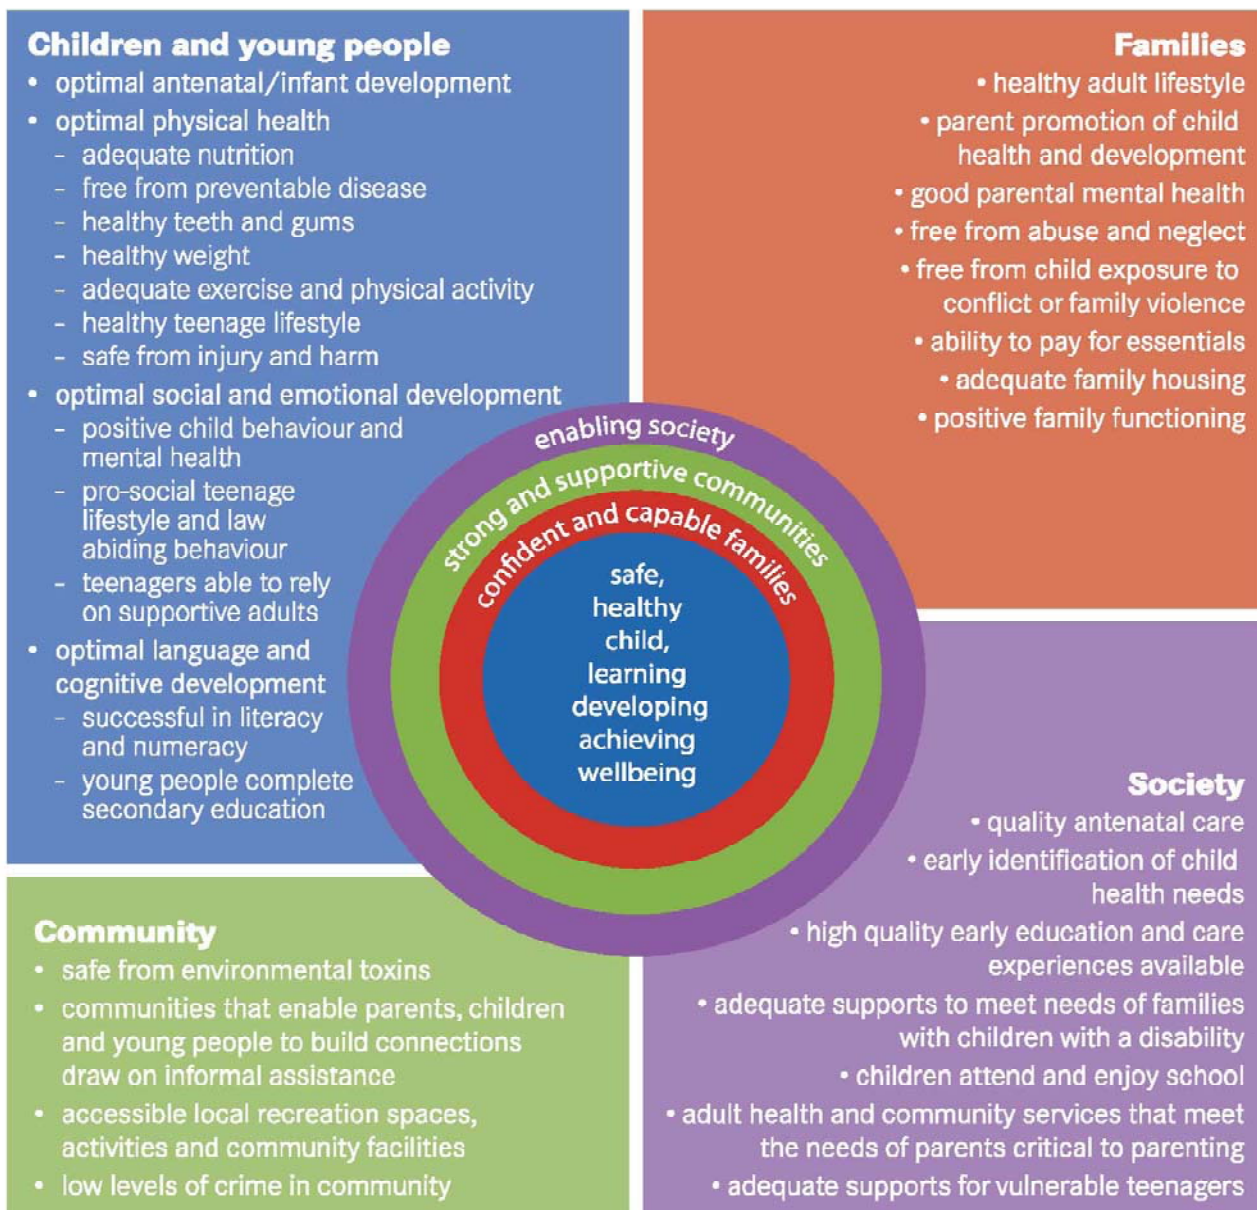 Children and young people
• optimal antenatal/infant development
• optimal physical health
- adequate nutrition
- free from preventable disease
- healthy teeth and gums
- healthy weight
- adequate exercise and physical activity
- healthy teenage lifestyle
- safe from injury and harm
• optimal social and emotional development
- positive child behaviour and
mental health
- pro-social teenage
lifestyle and law
abiding behaviour
- teenagers able to rely
on supportive adults
• optimal language and
cognitive development
- successful in literacy
and numeracy
- young people complete
secondary education
Families
• healthy adult lifestyle
• parent promotion of child
health and development
• good parental mental health
• free from abuse and neglect
• free from child exposure to
conflict or family violence
• ability to pay for essentials
• adequate family housing
• positive family functioning
enabling society
strong and supportive communities
confident and capable families
safe,
healthy
child,
learning
developing
achieving
wellbeing
Community
• safe from environmental toxins
• communities that enable parents, children
and young people to build connections
draw on informal assistance
• accessible local recreation spaces,
activities and community facilities
• low levels of crime in community
Society
• quality antenatal care
• early identification of child
health needs
• high quality early education and care
experiences available
• adequate supports to meet needs of families
with children with a disability
• children attend and enjoy school
• adult health and community services that meet
the needs of parents critical to parenting
• adequate supports for vulnerable teenagers